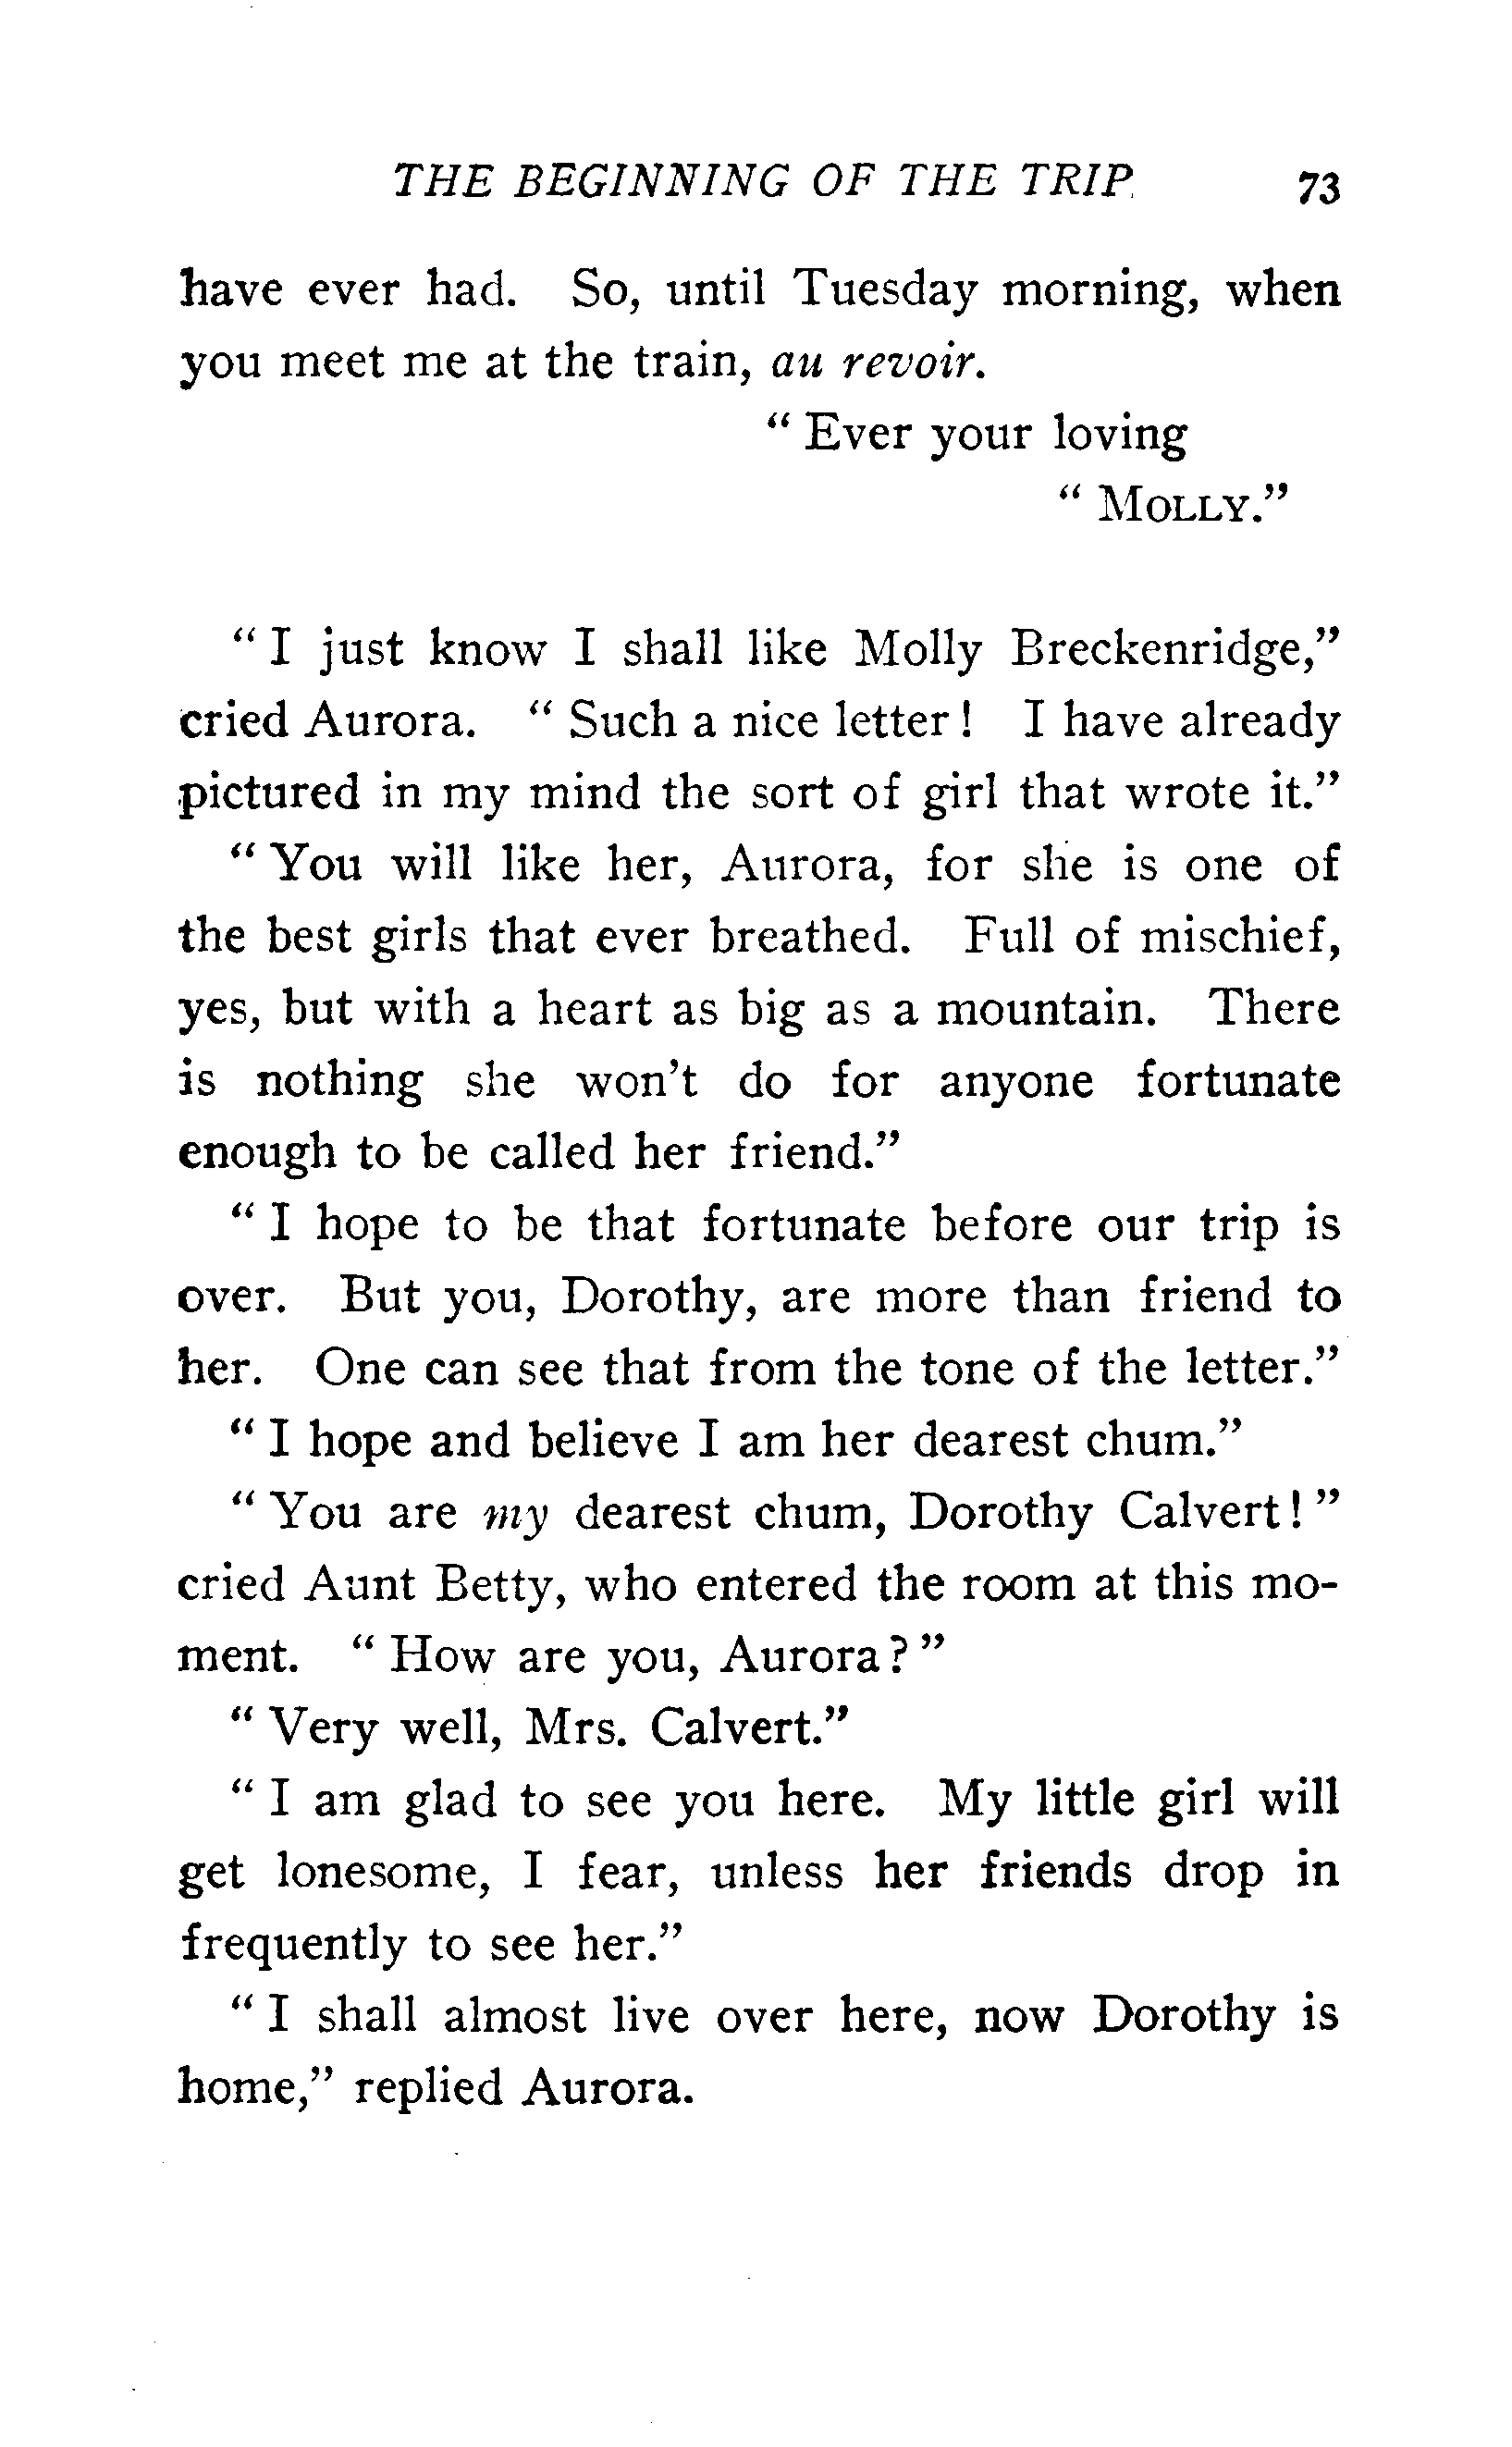 THE BEGINNING OF THE TRIP 73
have ever had. So, until Tuesday morning, when
you meet me at the train, au revoir.
“ Ever your loving
“ MOLLY.”
“ I just know I shall like Molly Breckenridge,”
cried Aurora. “ Such a nice letter ! I have already
pictured in my mind the sort of girl that wrote it.”
“ You will like her, Aurora, for she is one of
the best girls that ever breathed. Full of mischief,
yes, but with a heart as big as a mountain. There
is nothing she won’t do for anyone fortunate
enough to be called her friend.”
“ I hope to be that fortunate before our trip is
over. But you, Dorothy, are more than friend to
her. One can see that from the tone of the letter.”
“ I hope and believe I am her dearest chum.”
“ You are my dearest chum, Dorothy Calvert ! ”
cried Aunt Betty, who entered the room at this mo-
ment. “ How are you, Aurora ? ”
“ Very well, Mrs. Calvert.”
“ I am glad to see you here. My little girl will
get lonesome, I fear, unless her friends drop in
frequently to see her.”
“ I shall almost live over here, now Dorothy is
home,” replied Aurora.